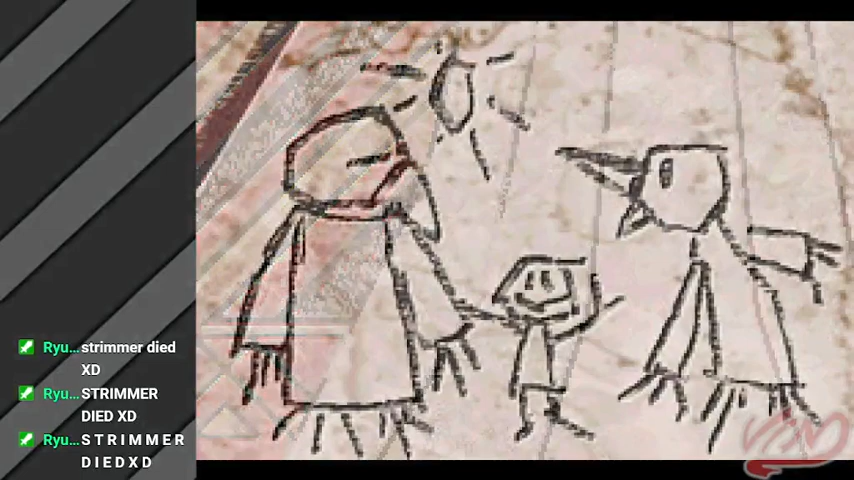 Ryu... strimmer died
XD
Ryu... STRIMMER
DIED XD
Ryu... S T R I M M E R
D I E D X D